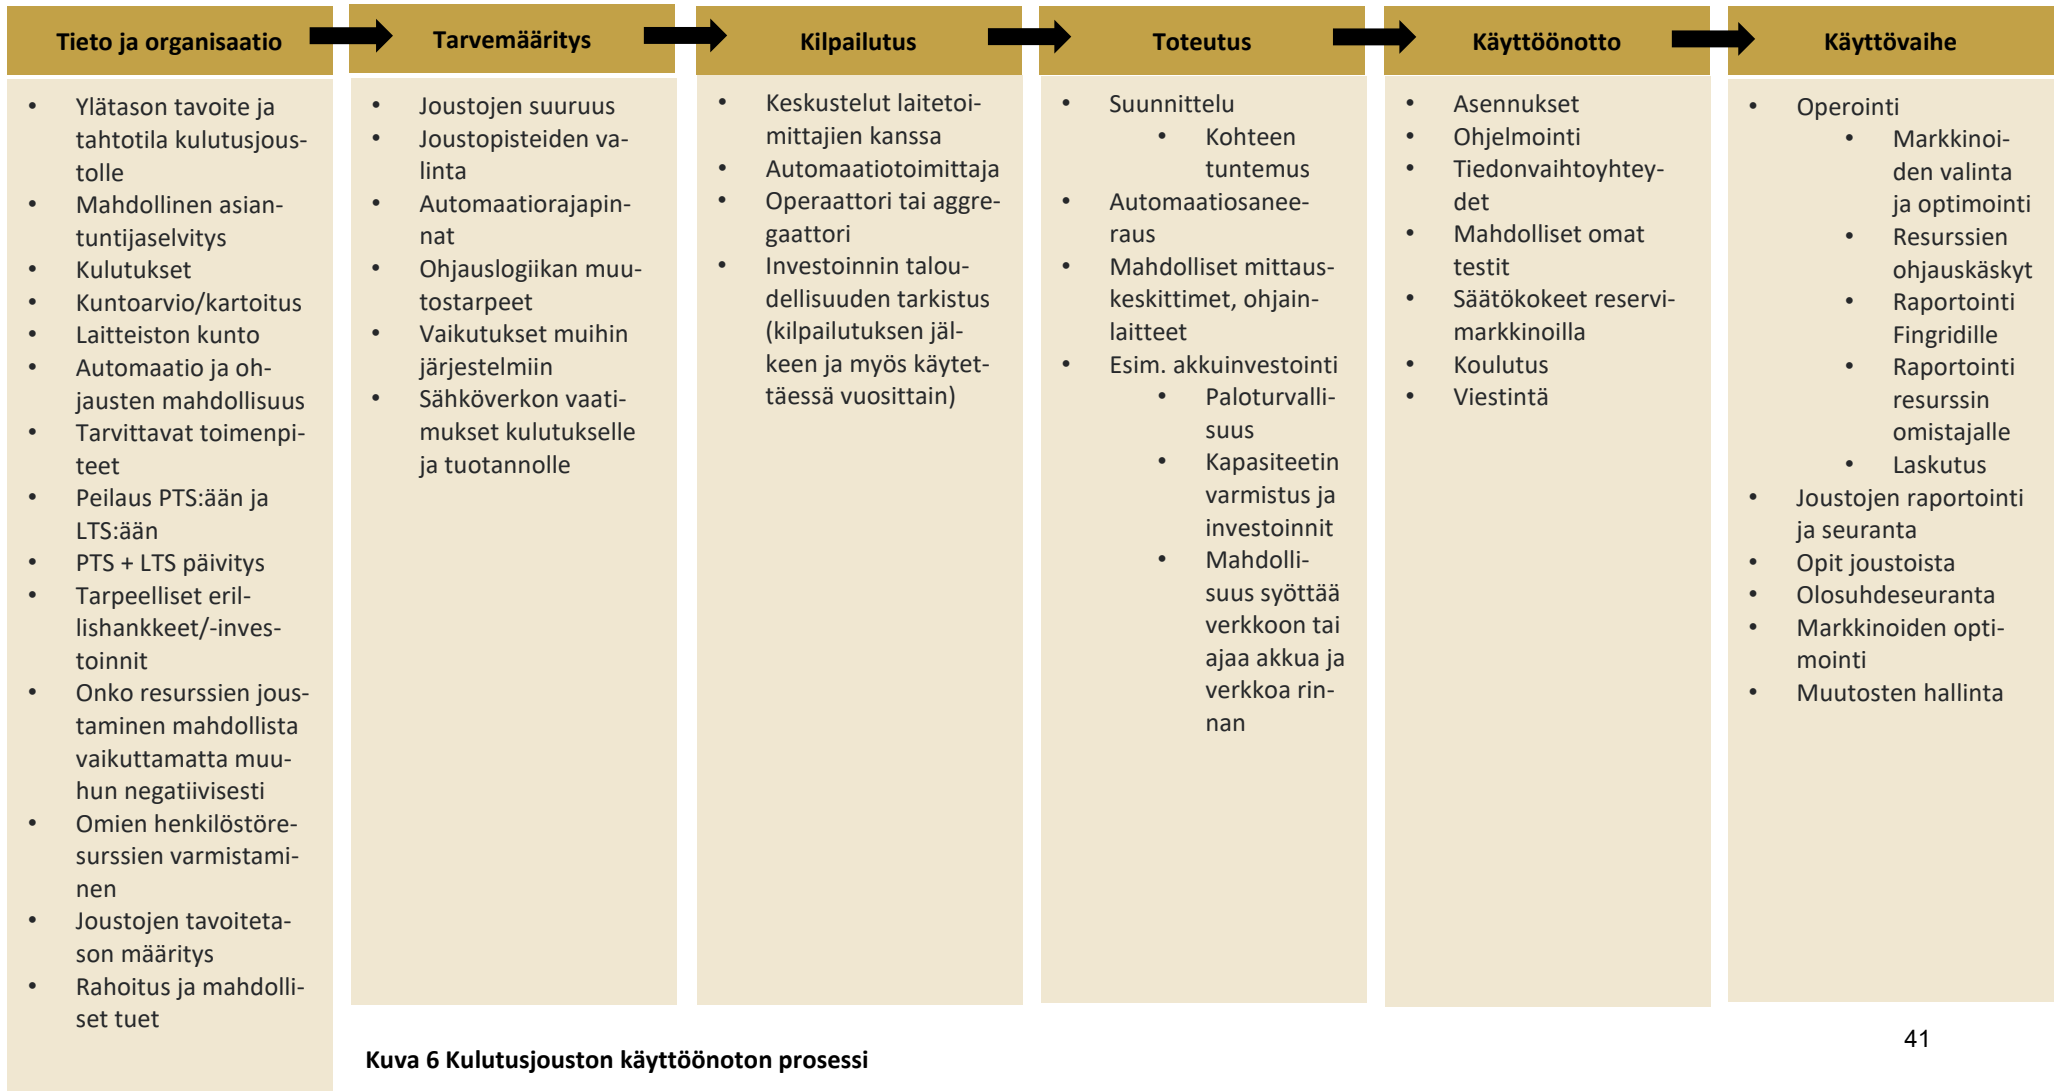 Tieto ja organisaatio
• Ylätason tavoite ja
tahtotila kulutusjous-
tolle
• Mahdollinen asian-
tuntijaselvitys
• Kulutukset
• Kuntoarvio/kartoitus
• Laitteiston kunto
• Automaatio ja oh-
jausten mahdollisuus
• Tarvittavat toimenpi-
teet
• Peilaus PTS:ään ja
LTS:ään
• PTS + LTS päivitys
• Tarpeelliset eril-
lishankkeet/-inves-
toinnit
• Onko resurssien jous-
taminen mahdollista
vaikuttamatta muu-
hun negatiivisesti
• Omien henkilöstöre-
surssien varmistami-
nen
• Joustojen tavoiteta-
son määritys
• Rahoitus ja mahdolli-
set tuet
Tarvemääritys
• Joustojen suuruus
• Joustopisteiden va-
linta
• Automaatiorajapin-
nat
• Ohjauslogiikan muu-
tostarpeet
• Vaikutukset muihin
järjestelmiin
• Sähköverkon vaati-
mukset kulutukselle
ja tuotannolle
Kilpailutus
• Keskustelut laitetoi-
mittajien kanssa
• Automaatiotoimittaja
• Operaattori tai aggre-
gaattori
• Investoinnin talou-
dellisuuden tarkistus
(kilpailutuksen jäl-
keen ja myös käytet-
täessä vuosittain)
Toteutus
• Suunnittelu
• Kohteen
tuntemus
• Automaatiosanee-
raus
• Mahdolliset mittaus-
keskittimet, ohjain-
laitteet
• Esim. akkuinvestointi
• Paloturvalli-
suus
• Kapasiteetin
varmistus ja
investoinnit
• Mahdolli-
suus syöttää
verkkoon tai
ajaa akkua ja
verkkoa rin-
nan
Käyttöönotto
• Asennukset
• Ohjelmointi
• Tiedonvaihtoyhtey-
det
• Mahdolliset omat
testit
• Säätökokeet reservi-
markkinoilla
• Koulutus
• Viestintä
Käyttövaihe
• Operointi
• Markkinoi-
den valinta
ja optimointi
• Resurssien
ohjauskäskyt
• Raportointi
Fingridille
• Raportointi
resurssin
omistajalle
• Laskutus
• Joustojen raportointi
ja seuranta
• Opit joustoista
• Olosuhdeseuranta
• Markkinoiden opti-
mointi
• Muutosten hallinta
Kuva 6 Kulutusjouston käyttöönoton prosessi
41